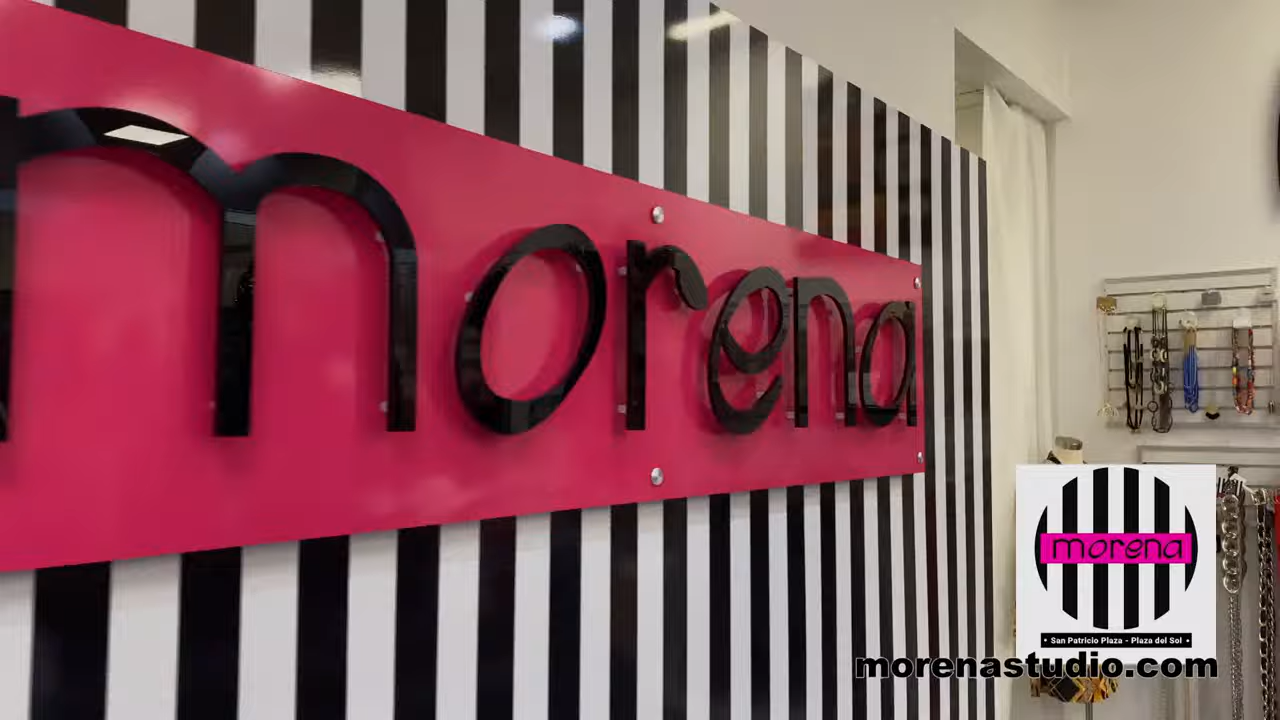 morena
morena
• San Patricio Plaza - Plaza del Sol •
morenastudio.com